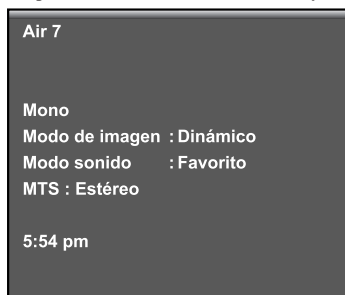 Air 7
Mono
Modo de imagen : Dinámico
Modo sonido : Favorito
MTS : Estéreo
5:54 pm